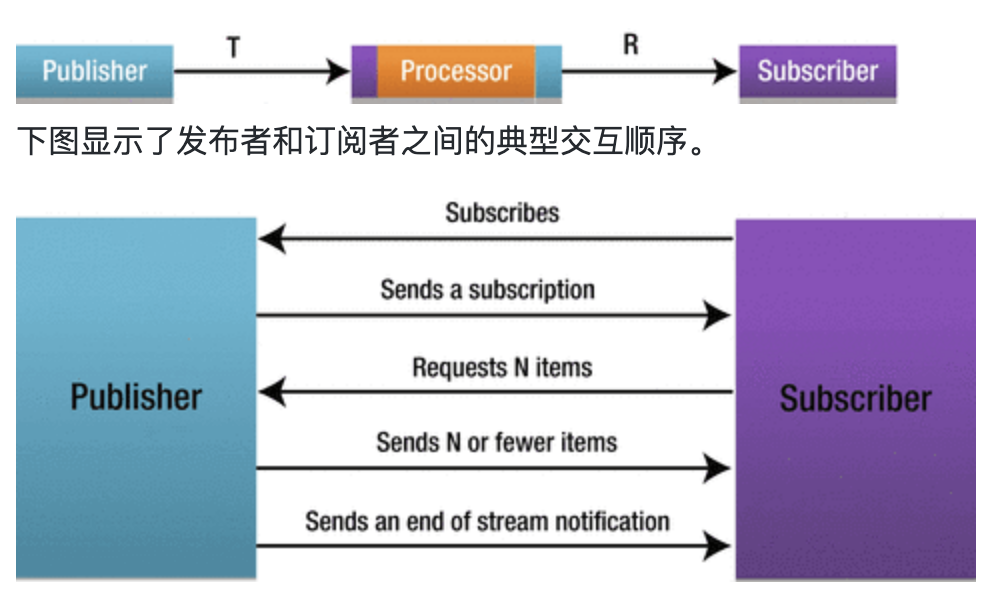 T
R
Publisher
Processor
Subscriber
下图显示了发布者和订阅者之间的典型交互顺序。
Subscribes
Sends a subscription
Requests N items
Publisher
Subscriber
Sends N or fewer items
Sends an end of stream notification